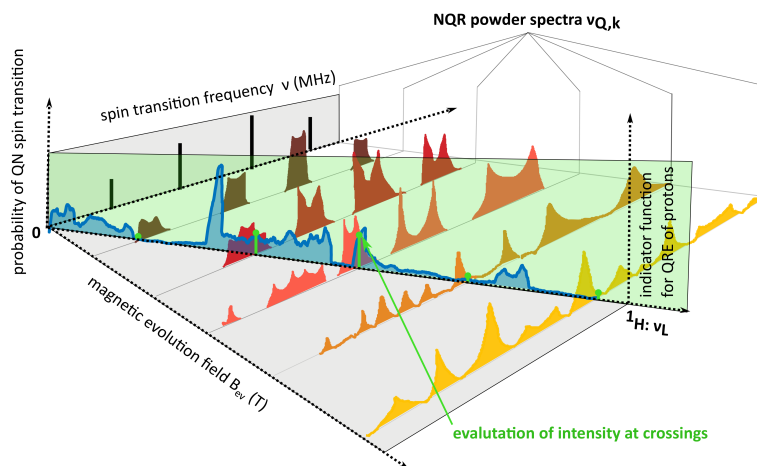 NQR powder spectra νQ,k
spin transition frequency ν (MHz)
probability of QN spin transition
0
indicator function
for QRE of protons
1H: νL
magnetic evolution field Bev (T)
evalutation of intensity at crossings